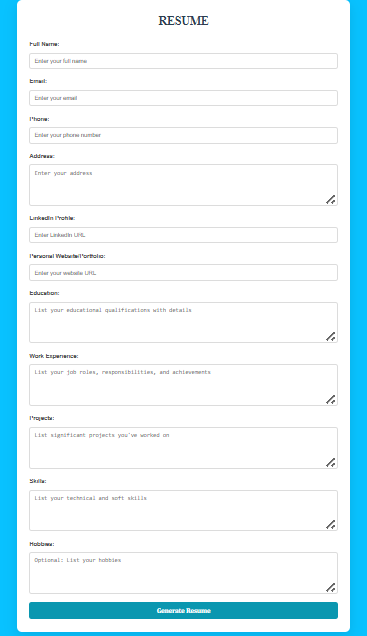 RESUME
Full Name:
Enter your full name
Email:
Enter your email
Phone:
Enter your phone number
Address:
Enter your address
LinkedIn Profile:
Enter LinkedIn URL
Personal Website/Portfolio:
Enter your website URL
Education:
List your educational qualifications with details
Work Experience:
List your job roles, responsibilities, and achievements
Projects:
List significant projects you've worked on
Skills:
List your technical and soft skills
Hobbies:
Optional: List your hobbies
Generate Resume